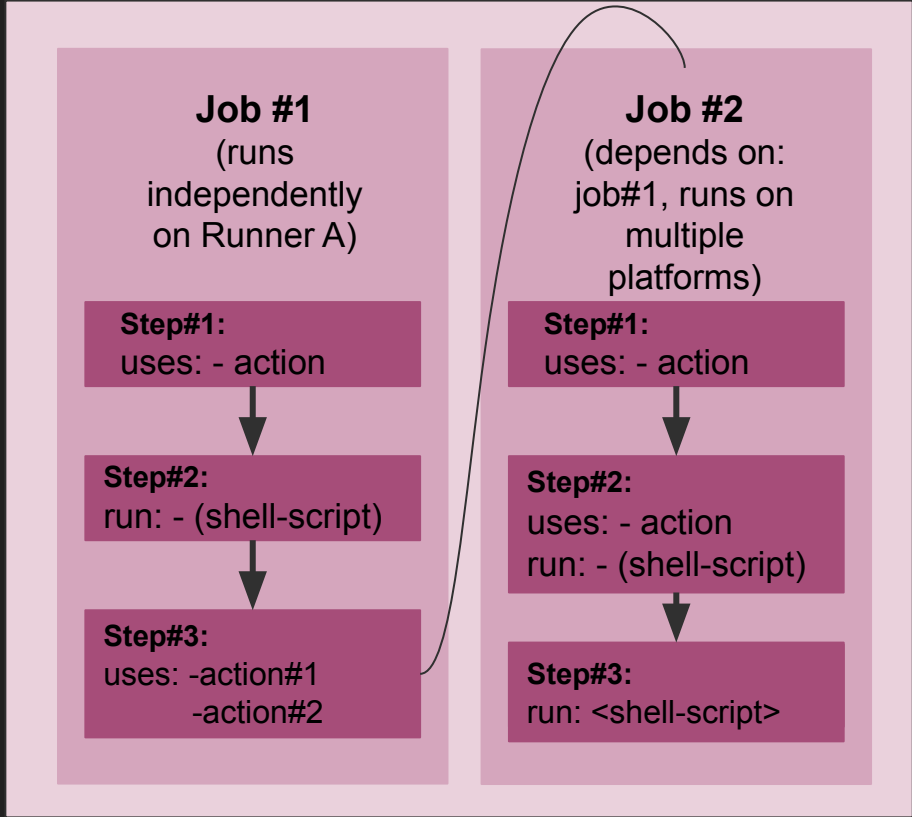 Job #1
(runs
independently
on Runner A)
Step#1:
uses: - action
Step#2:
run: - (shell-script)
Step#3:
uses: -action#1
-action#2
Job #2
(depends on:
job#1, runs on
multiple
platforms)
Step#1:
uses: - action
Step#2:
uses: - action
run: - (shell-script)
Step#3:
run: <shell-script>